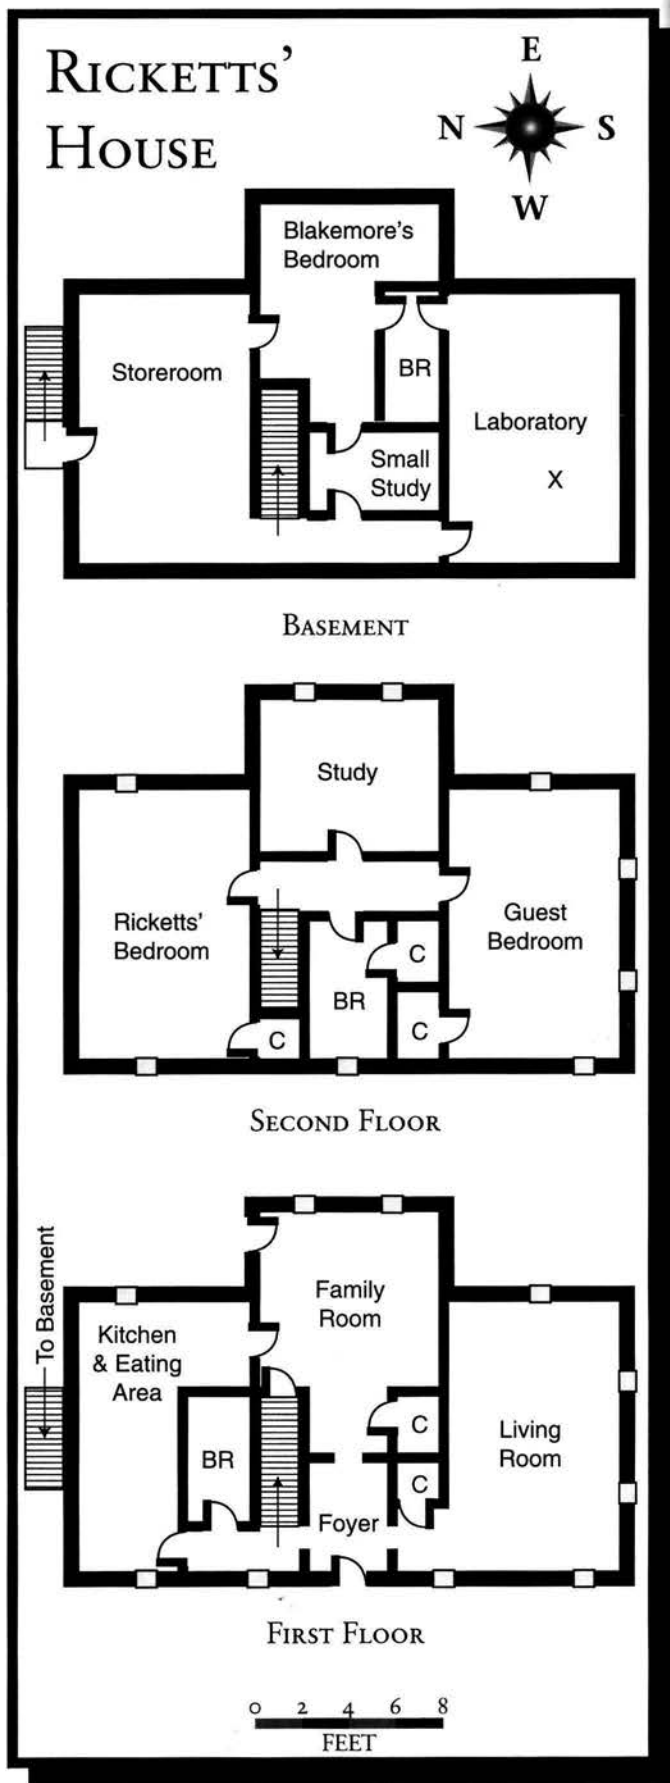 RICKETTS'
HOUSE
E
N
S
W
Blakemore's
Bedroom
Storeroom
BR
Laboratory
Small
Study
X
BASEMENT
Study
Ricketts'
Bedroom
Guest
Bedroom
C
BR
C
C
SECOND FLOOR
To Basement
Family
Room
Kitchen
& Eating
Area
C
Living
Room
BR
C
Foyer
FIRST FLOOR
0 2 4 6 8
FEET